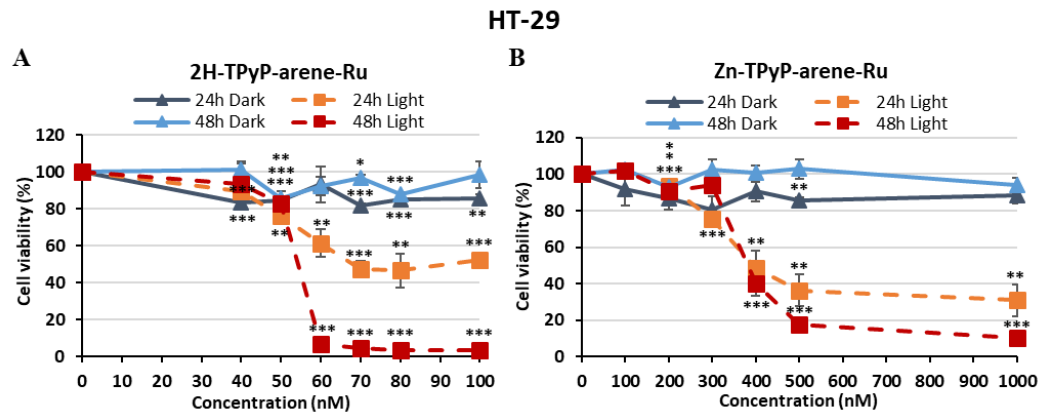 HT-29
A
2H-TPyP-arene-Ru
24h Dark
24h Light
48h Dark
48h Light
Cell viability (%)
120
100
80
60
40
20
0
**
***
***
*
***
***
***
***
***
**
**
**
***
**
***
***
***
***
***
0 10 20 30 40 50 60 70 80 100
Concentration (nM)
B
Zn-TPyP-arene-Ru
24h Dark
24h Light
48h Dark
48h Light
Cell viability (%)
120
100
80
60
40
20
0
*
*
***
**
***
**
**
**
***
***
***
0 100 200 300 400 500 600 700 800 900 1000
Concentration (nM)